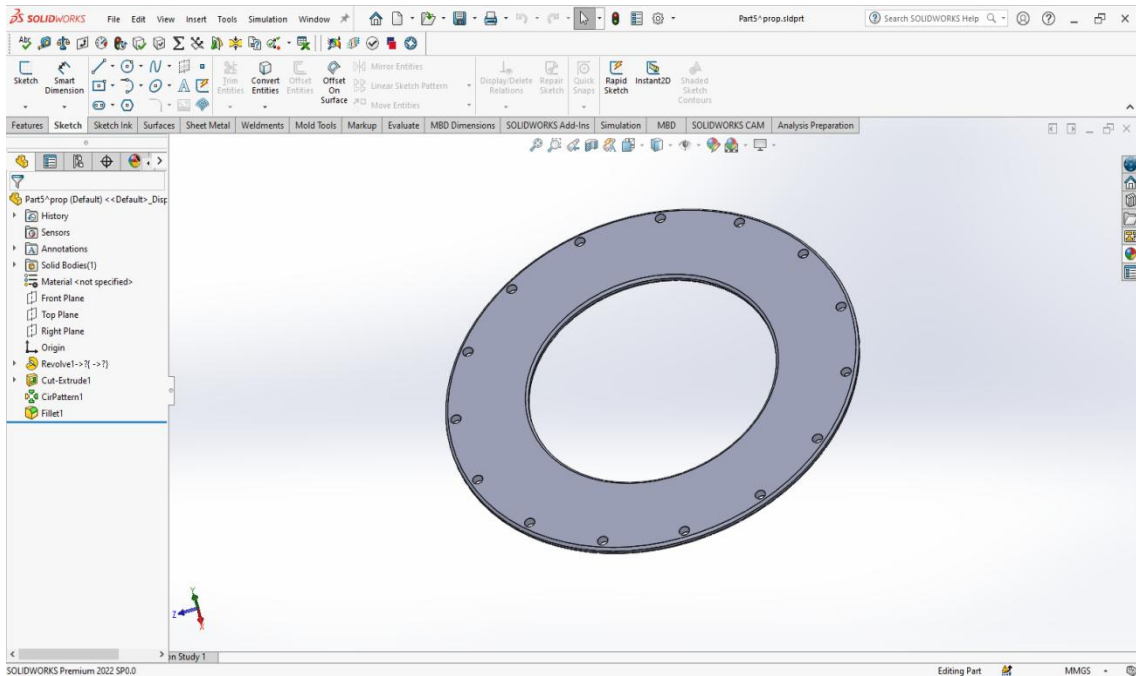 SOLIDWORKS File Edit View Insert Tools Simulation Window Part5^prop.sldprt Search SOLIDWORKS Help
Sketch Smart Dimension Trim Entities Convert Entities Offset Entities Offset On Surface Mirror Entities Linear Sketch Pattern Move Entities Display/Delete Relations Repair Sketch Quick Snaps Rapid Sketch Instant2D Shaded Sketch Contours
Features Sketch Sketch Ink Surfaces Sheet Metal Weldments Mold Tools Markup Evaluate MBD Dimensions SOLIDWORKS Add-Ins Simulation MBD SOLIDWORKS CAM Analysis Preparation
Part5^prop (Default) <<Default>_Disp
History
Sensors
Annotations
Solid Bodies(1)
Material <not specified>
Front Plane
Top Plane
Right Plane
Origin
Revolve1->?{ ->?}
Cut-Extrude1
CirPattern1
Fillet1
Y
Z
X
n Study 1
SOLIDWORKS Premium 2022 SP0.0 Editing Part MMGS